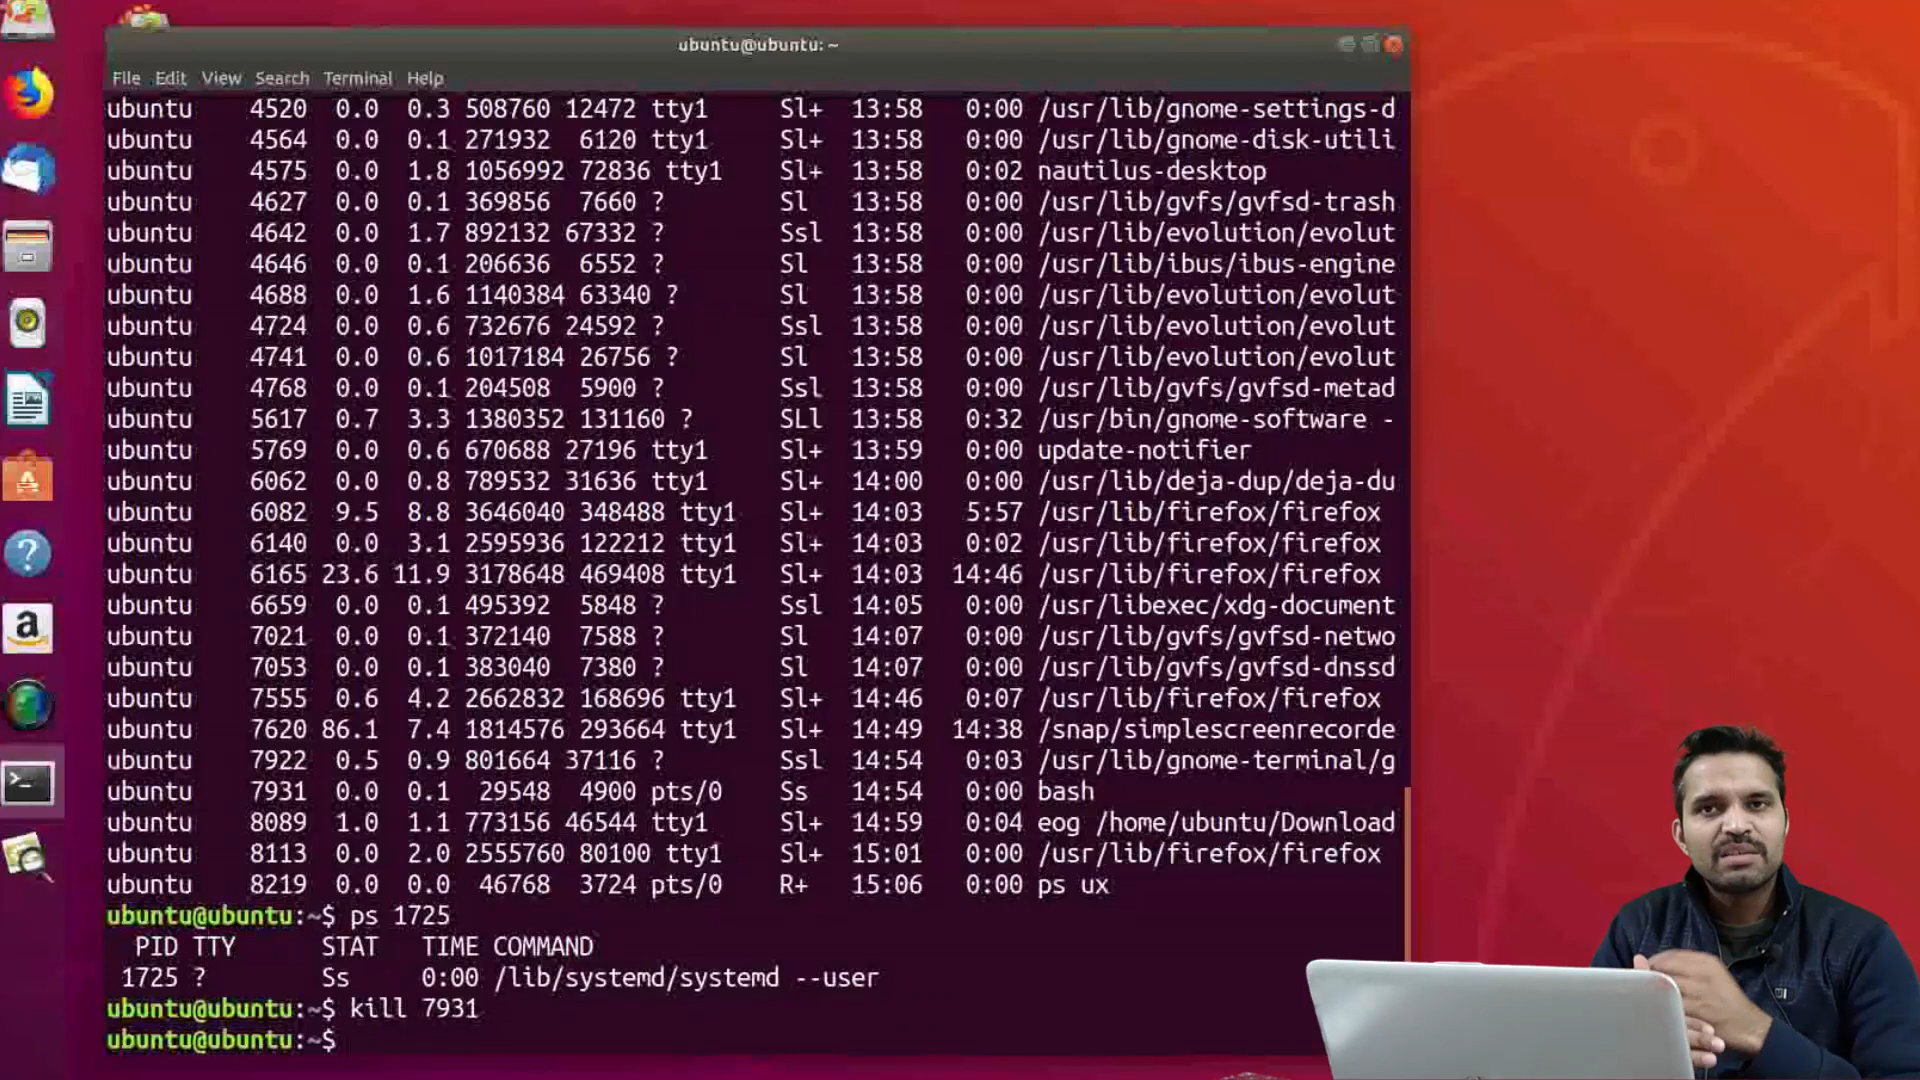 ubuntu@ubuntu: ~
File Edit View Search Terminal Help
ubuntu 4520 0.0 0.3 508760 12472 tty1 Sl+ 13:58 0:00 /usr/lib/gnome-settings-d
ubuntu 4564 0.0 0.1 271932 6120 tty1 Sl+ 13:58 0:00 /usr/lib/gnome-disk-utili
ubuntu 4575 0.0 1.8 1056992 72836 tty1 Sl+ 13:58 0:02 nautilus-desktop
ubuntu 4627 0.0 0.1 369856 7660 ? Sl 13:58 0:00 /usr/lib/gvfs/gvfsd-trash
ubuntu 4642 0.0 1.7 892132 67332 ? Ssl 13:58 0:00 /usr/lib/evolution/evolut
ubuntu 4646 0.0 0.1 206636 6552 ? Sl 13:58 0:00 /usr/lib/ibus/ibus-engine
ubuntu 4688 0.0 1.6 1140384 63340 ? Sl 13:58 0:00 /usr/lib/evolution/evolut
ubuntu 4724 0.0 0.6 732676 24592 ? Ssl 13:58 0:00 /usr/lib/evolution/evolut
ubuntu 4741 0.0 0.6 1017184 26756 ? Sl 13:58 0:00 /usr/lib/evolution/evolut
ubuntu 4768 0.0 0.1 204508 5900 ? Ssl 13:58 0:00 /usr/lib/gvfs/gvfsd-metad
ubuntu 5617 0.7 3.3 1380352 131160 ? SLl 13:58 0:32 /usr/bin/gnome-software -
ubuntu 5769 0.0 0.6 670688 27196 tty1 Sl+ 13:59 0:00 update-notifier
ubuntu 6062 0.0 0.8 789532 31636 tty1 Sl+ 14:00 0:00 /usr/lib/deja-dup/deja-du
ubuntu 6082 9.5 8.8 3646040 348488 tty1 Sl+ 14:03 5:57 /usr/lib/firefox/firefox
ubuntu 6140 0.0 3.1 2595936 122212 tty1 Sl+ 14:03 0:02 /usr/lib/firefox/firefox
ubuntu 6165 23.6 11.9 3178648 469408 tty1 Sl+ 14:03 14:46 /usr/lib/firefox/firefox
ubuntu 6659 0.0 0.1 495392 5848 ? Ssl 14:05 0:00 /usr/libexec/xdg-document
ubuntu 7021 0.0 0.1 372140 7588 ? Sl 14:07 0:00 /usr/lib/gvfs/gvfsd-netwo
ubuntu 7053 0.0 0.1 383040 7380 ? Sl 14:07 0:00 /usr/lib/gvfs/gvfsd-dnssd
ubuntu 7555 0.6 4.2 2662832 168696 tty1 Sl+ 14:46 0:07 /usr/lib/firefox/firefox
ubuntu 7620 86.1 7.4 1814576 293664 tty1 Sl+ 14:49 14:38 /snap/simplescreenrecorde
ubuntu 7922 0.5 0.9 801664 37116 ? Ssl 14:54 0:03 /usr/lib/gnome-terminal/g
ubuntu 7931 0.0 0.1 29548 4900 pts/0 Ss 14:54 0:00 bash
ubuntu 8089 1.0 1.1 773156 46544 tty1 Sl+ 14:59 0:04 eog /home/ubuntu/Download
ubuntu 8113 0.0 2.0 2555760 80100 tty1 Sl+ 15:01 0:00 /usr/lib/firefox/firefox
ubuntu 8219 0.0 0.0 46768 3724 pts/0 R+ 15:06 0:00 ps ux
ubuntu@ubuntu:~$ ps 1725
PID TTY STAT TIME COMMAND
1725 ? Ss 0:00 /lib/systemd/systemd --user
ubuntu@ubuntu:~$ kill 7931
ubuntu@ubuntu:~$